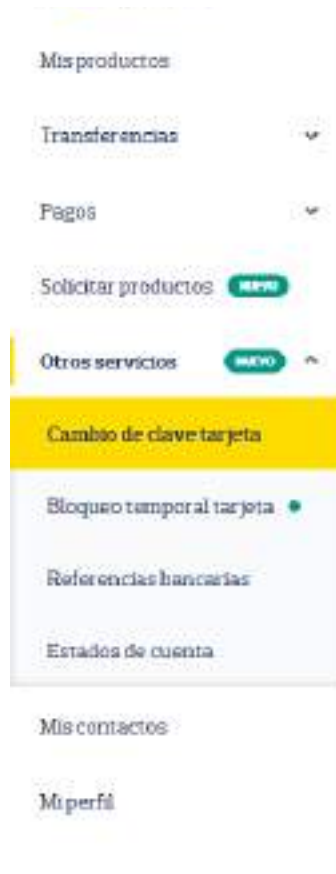 Mis productos
Transferencias
Pagos
Solicitar productos NUEVO
Otros servicios NUEVO
Cambio de clave tarjeta
Bloqueo temporal tarjeta
Referencias bancarias
Estados de cuenta
Mis contactos
Mi perfil